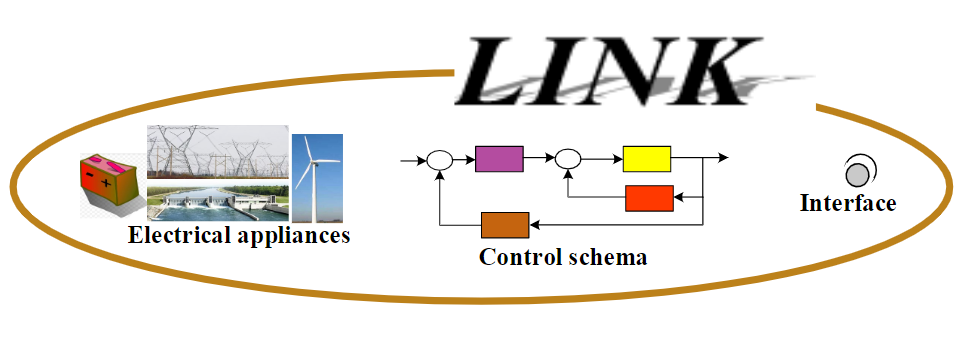 LINK
- +
Electrical appliances
Control schema
Interface